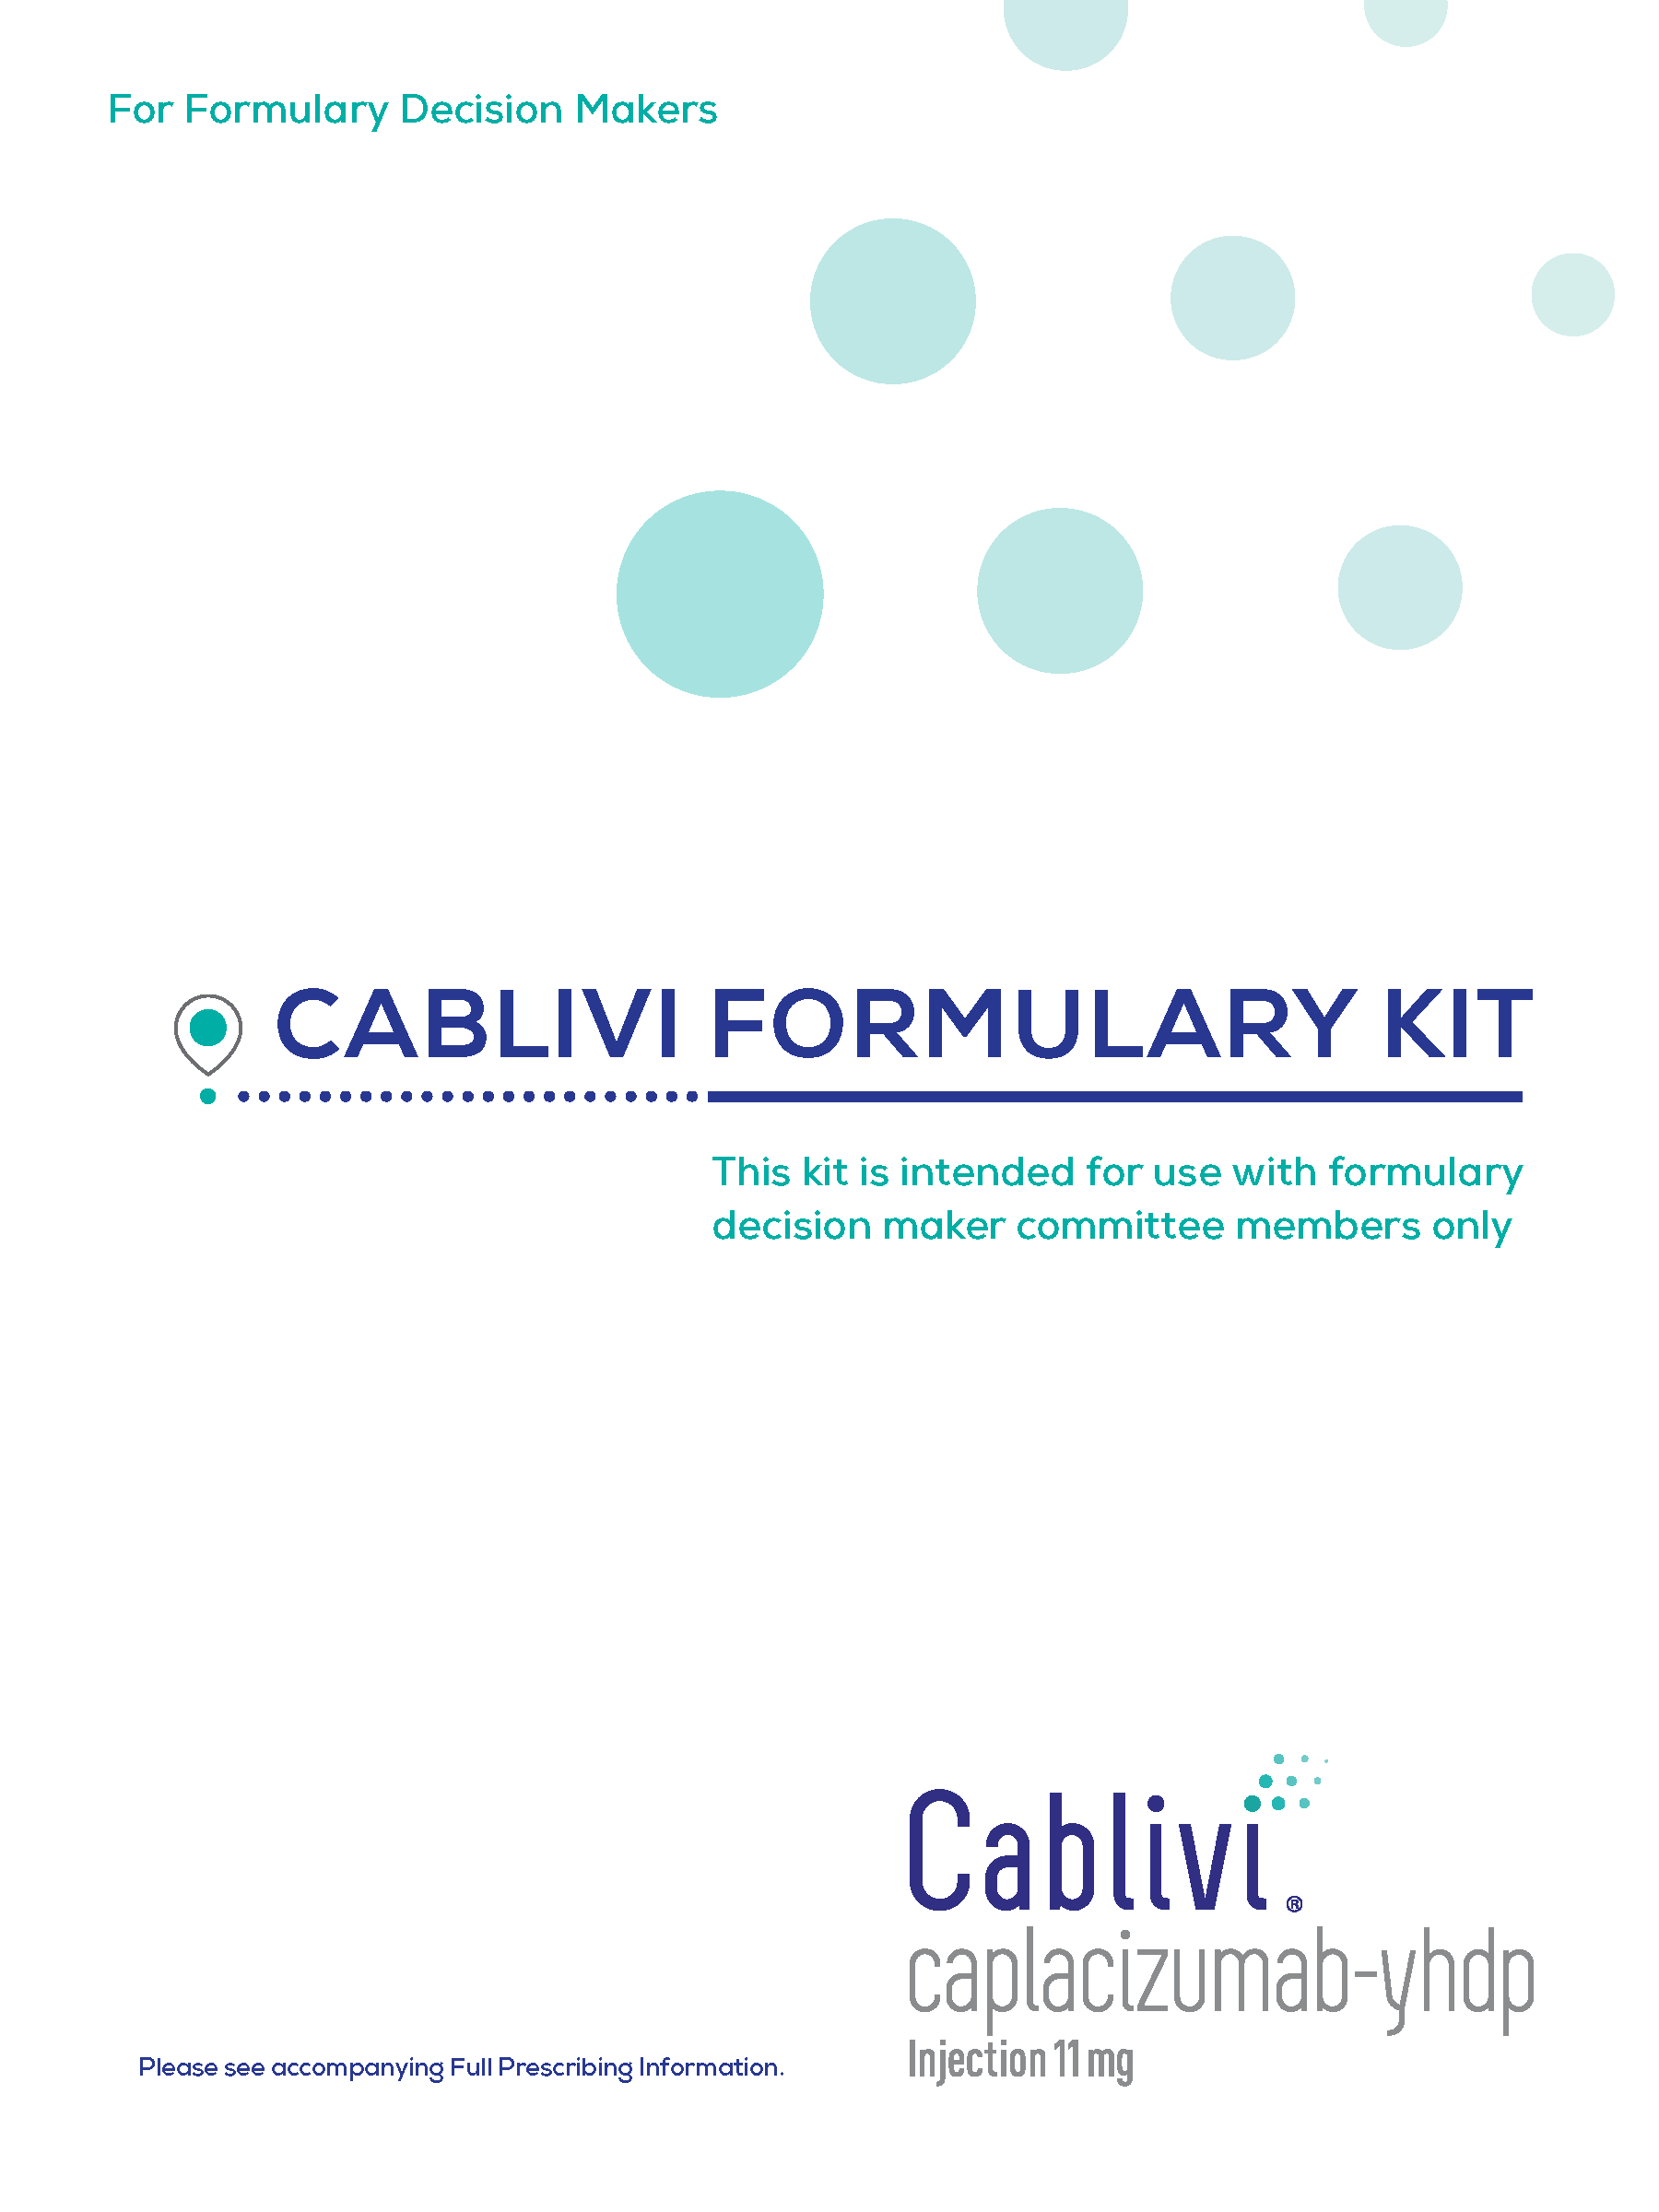 For Formulary Decision Makers
CABLIVI FORMULARY KIT
This kit is intended for use with formulary
decision maker committee members only
Cablivi®
caplacizumab-yhdp
Injection 11 mg
Please see accompanying Full Prescribing Information.